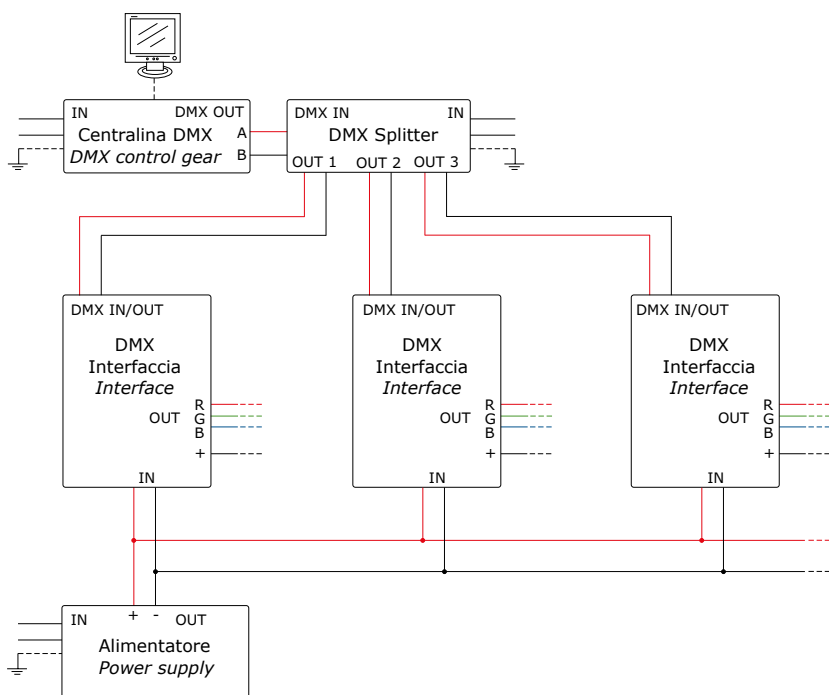 IN
DMX OUT
Centralina DMX
A
DMX control gear
B
DMX IN
IN
DMX Splitter
OUT 1
OUT 2
OUT 3
DMX IN/OUT
DMX
Interfaccia
Interface
R
OUT
G
B
+
IN
DMX IN/OUT
DMX
Interfaccia
Interface
R
OUT
G
B
+
IN
DMX IN/OUT
DMX
Interfaccia
Interface
R
OUT
G
B
+
IN
IN
+
-
OUT
Alimentatore
Power supply